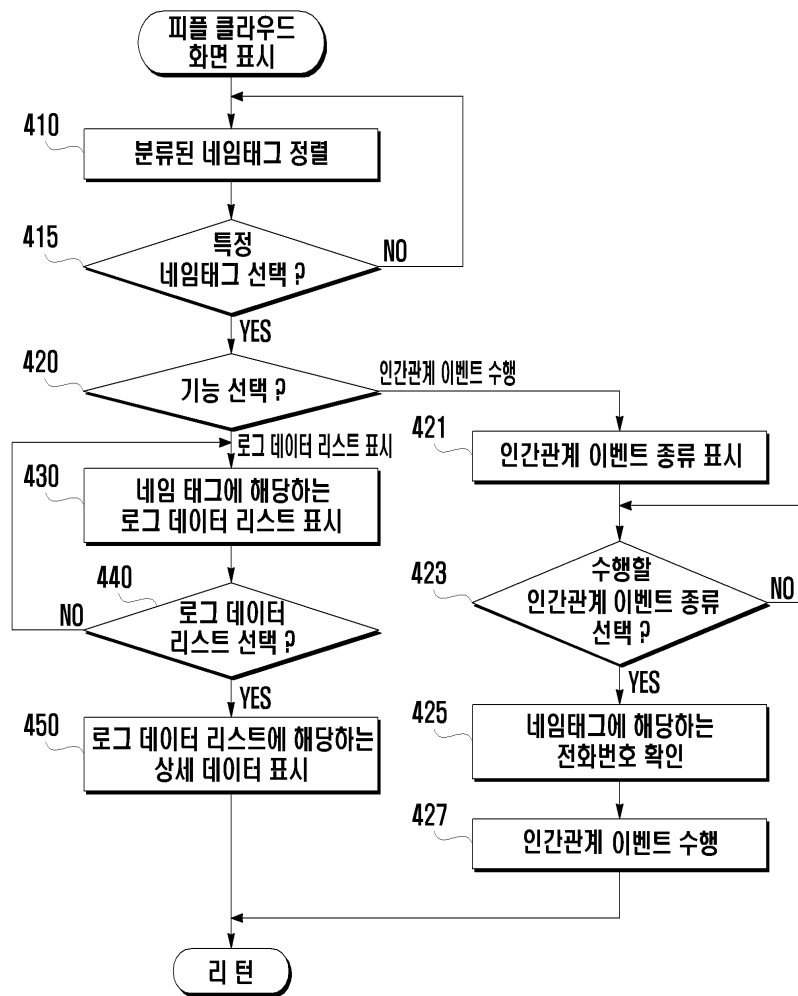 피플 클라우드
화면 표시
410
분류된 네임태그 정렬
415
특정
네임태그 선택 ?
NO
YES
420
기능 선택 ?
인간관계 이벤트 수행
로그 데이터 리스트 표시
421
인간관계 이벤트 종류 표시
430
네임 태그에 해당하는
로그 데이터 리스트 표시
423
수행할
인간관계 이벤트 종류
선택 ?
NO
YES
440
로그 데이터
리스트 선택 ?
NO
YES
425
네임태그에 해당하는
전화번호 확인
450
로그 데이터 리스트에 해당하는
상세 데이터 표시
427
인간관계 이벤트 수행
리 턴